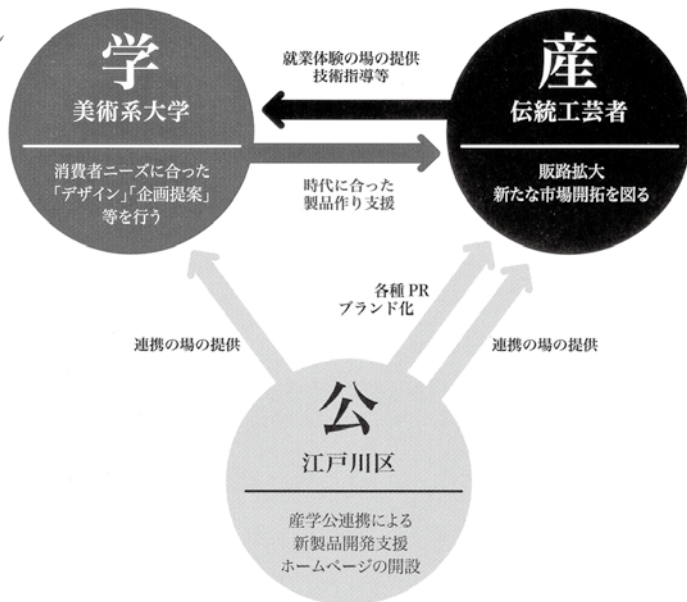 学
美術系大学
消費者ニーズに合った
「デザイン」「企画提案」
等を行う
就業体験の場の提供
技術指導等
時代に合った
製品作り支援
産
伝統工芸者
販路拡大
新たな市場開拓を図る
各種 PR
ブランド化
連携の場の提供
連携の場の提供
公
江戸川区
産学公連携による
新製品開発支援
ホームページの開設